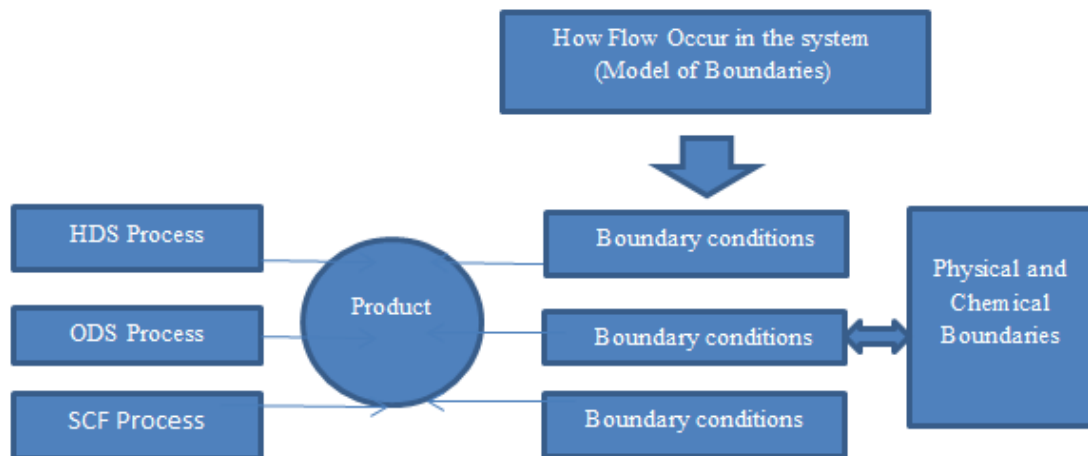 How Flow Occur in the system
(Model of Boundaries)
HDS Process
Boundary conditions
Physical and
Chemical
Boundaries
Product
ODS Process
Boundary conditions
SCF Process
Boundary conditions